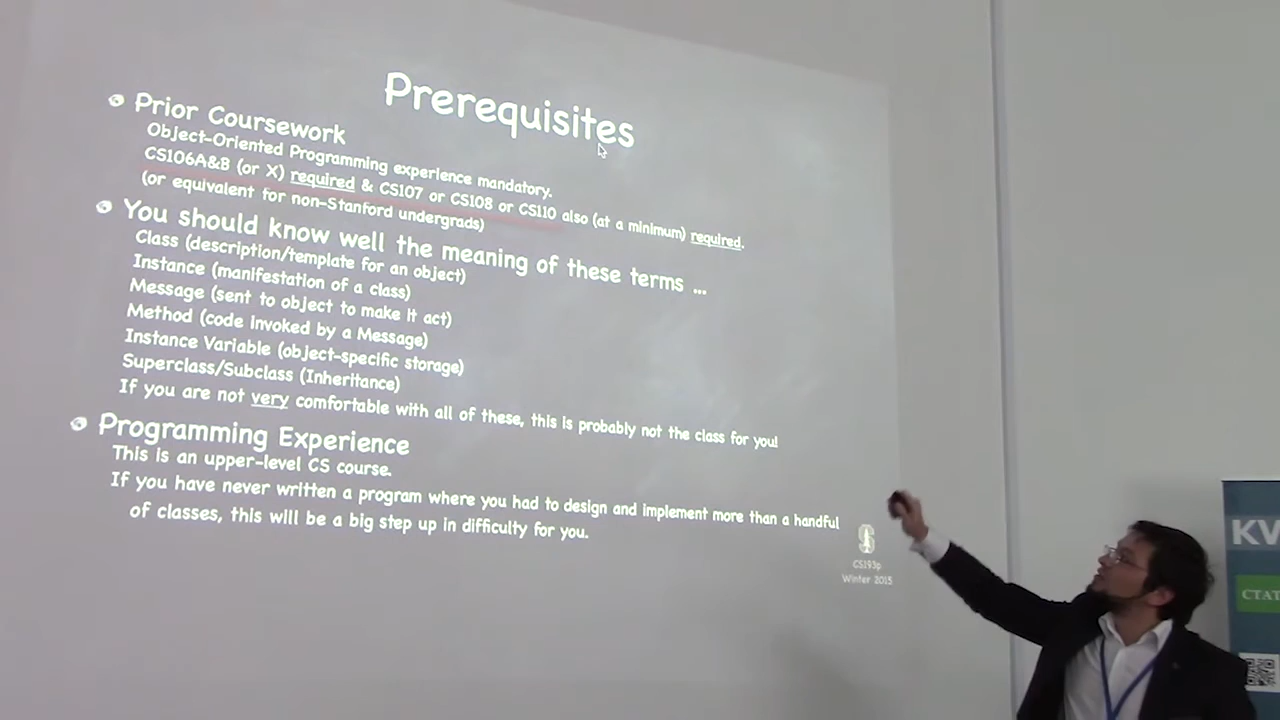 Prerequisites
Prior Coursework
Object-Oriented Programming experience mandatory.
CS106A&B (or X) required & CS107 or CS108 or CS110 also (at a minimum) required.
(or equivalent for non-Stanford undergrads)
You should know well the meaning of these terms ...
Class (description/template for an object)
Instance (manifestation of a class)
Message (sent to object to make it act)
Method (code invoked by a Message)
Instance Variable (object-specific storage)
Superclass/Subclass (Inheritance)
If you are not very comfortable with all of these, this is probably not the class for you!
Programming Experience
This is an upper-level CS course.
If you have never written a program where you had to design and implement more than a handful
of classes, this will be a big step up in difficulty for you.
CS193p
Winter 2015
KV
СТАТ